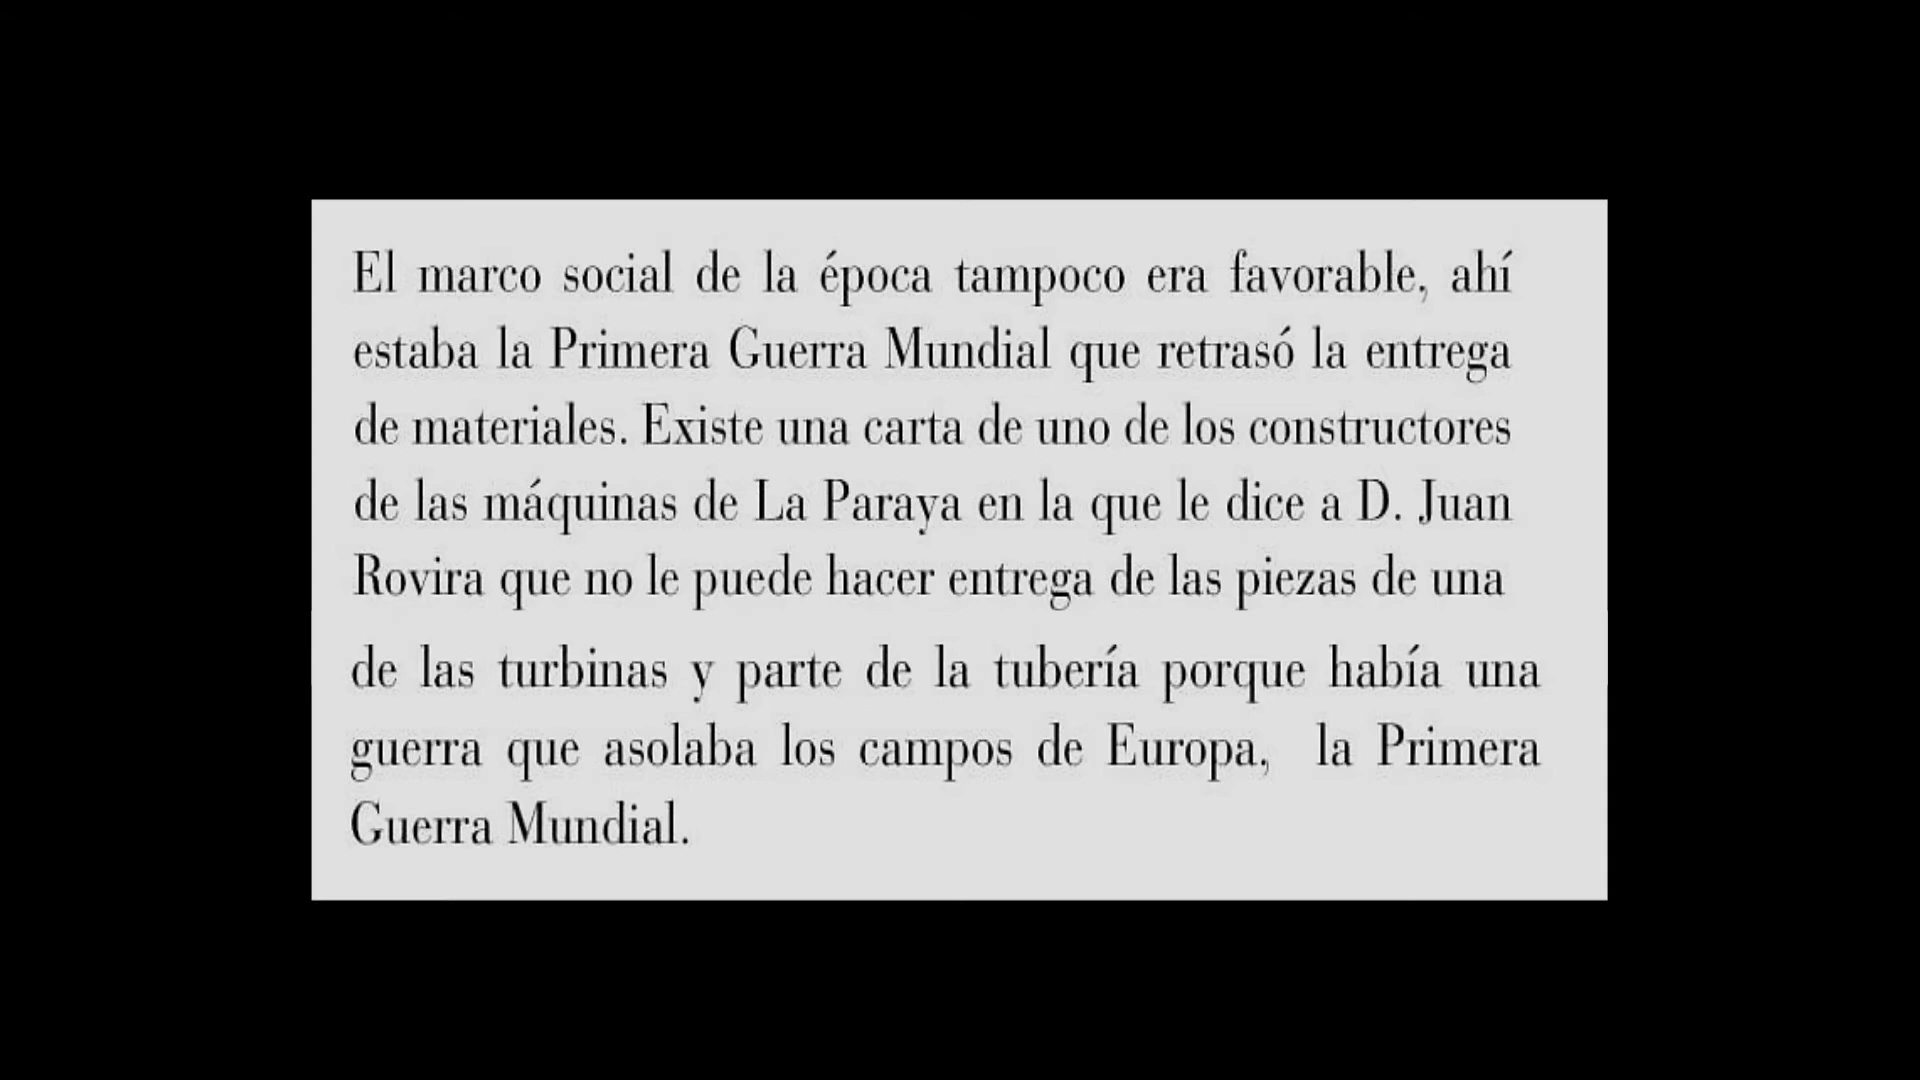 El marco social de la época tampoco era favorable, ahí
estaba la Primera Guerra Mundial que retrasó la entrega
de materiales. Existe una carta de uno de los constructores
de las máquinas de La Paraya en la que le dice a D. Juan
Rovira que no le puede hacer entrega de las piezas de una
de las turbinas y parte de la tubería porque había una
guerra que asolaba los campos de Europa, la Primera
Guerra Mundial.